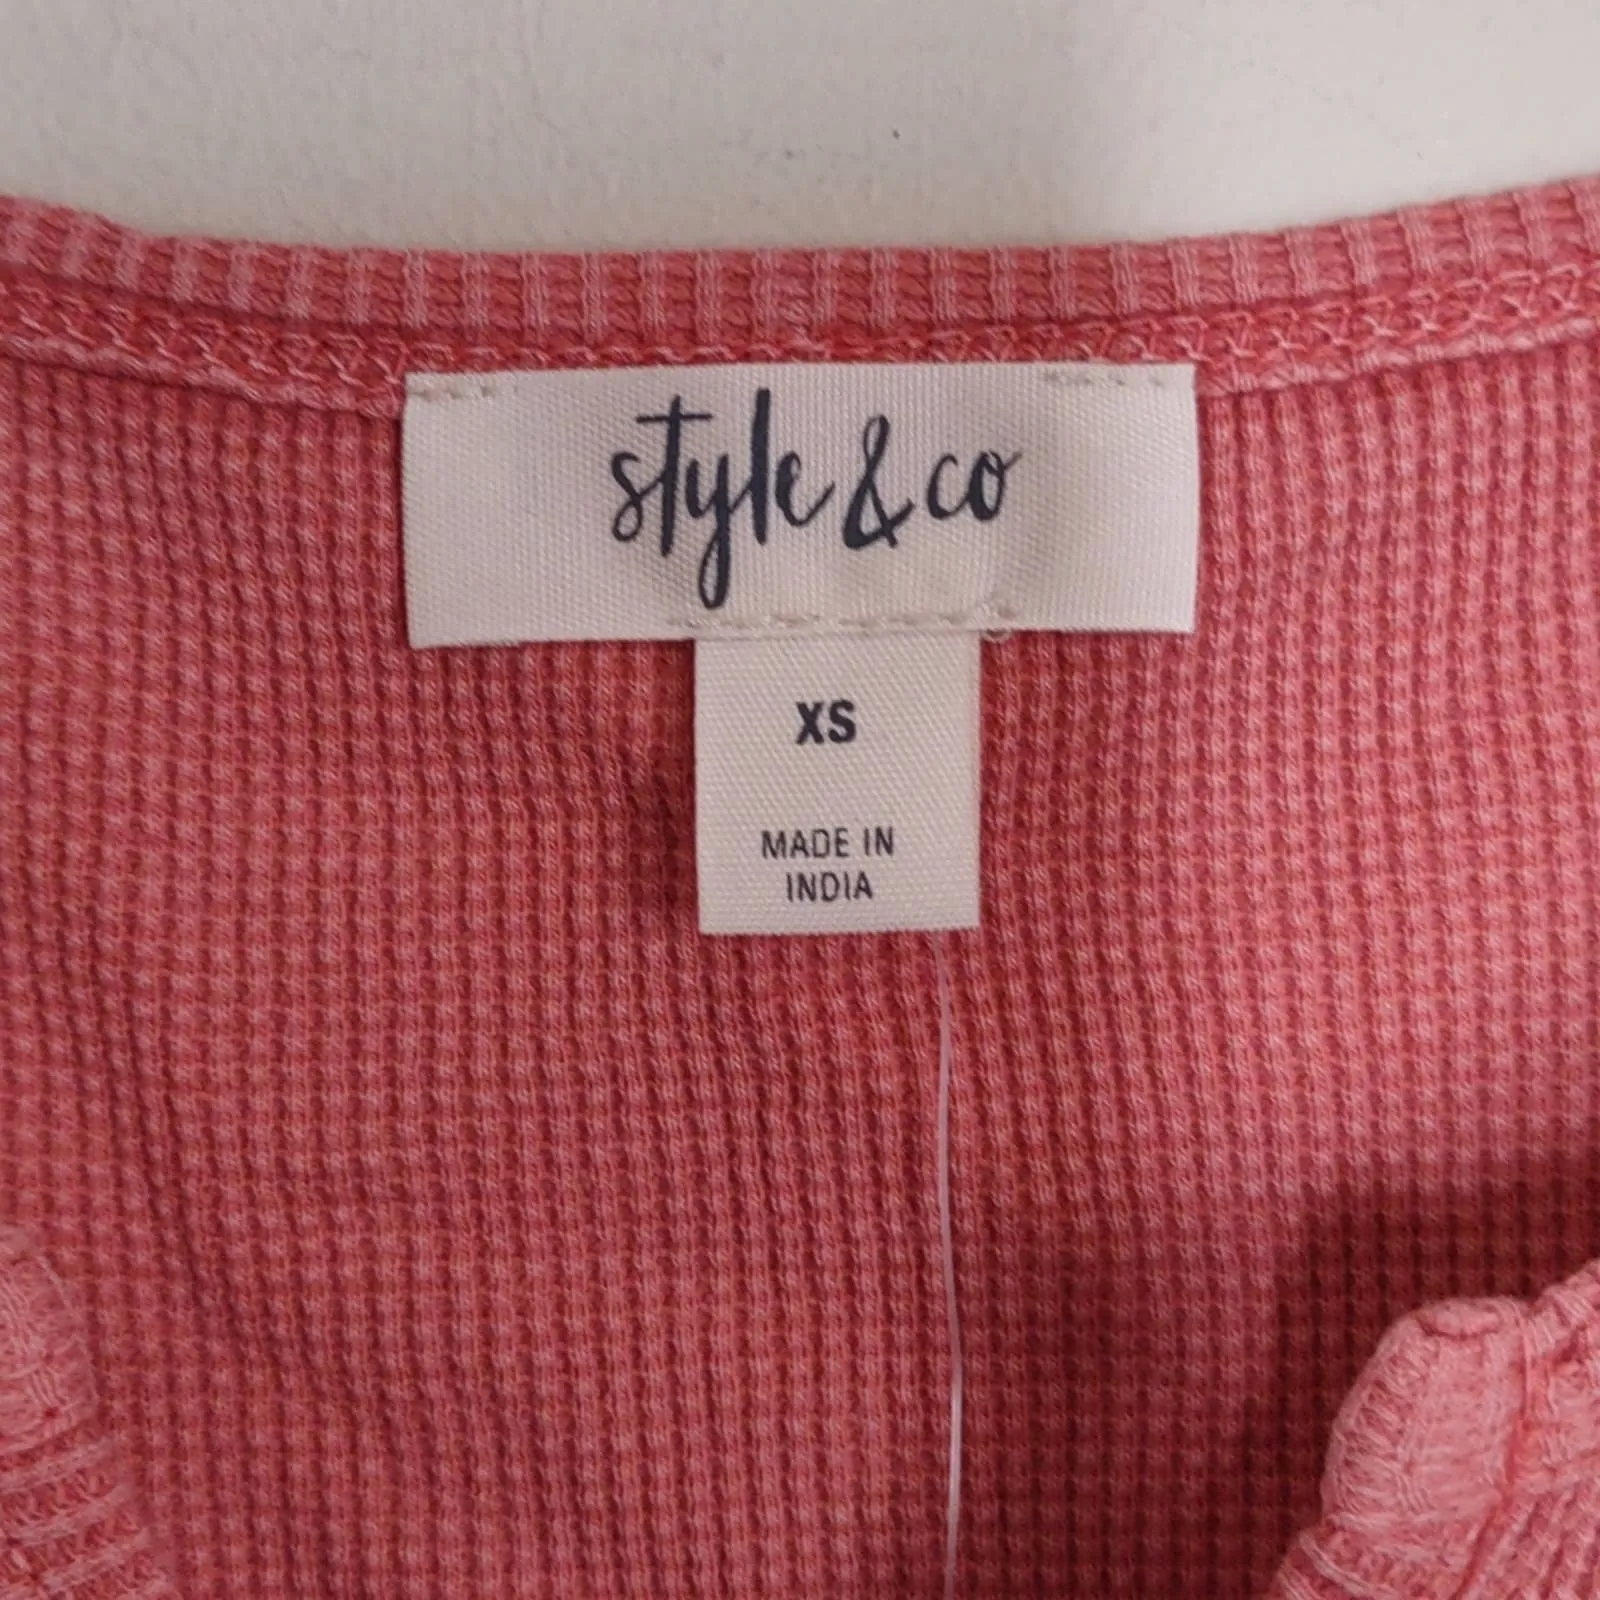 style & co
XS
MADE IN
INDIA